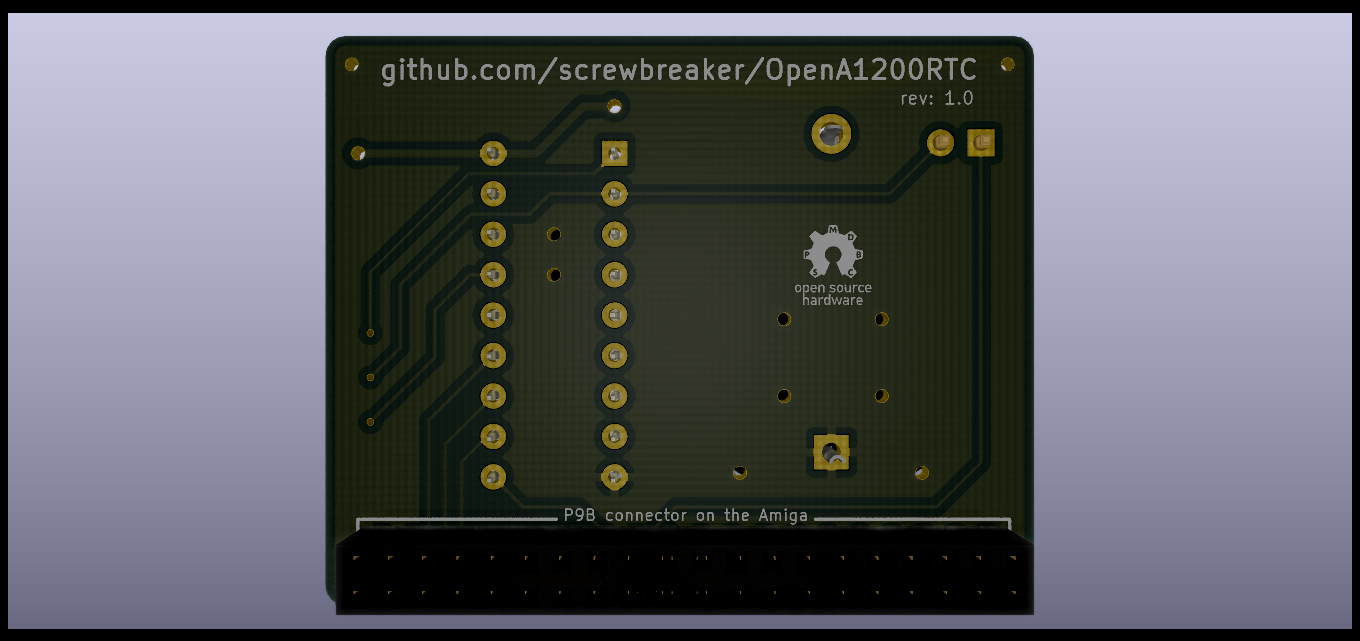 github.com/screwbreaker/OpenA1200RTC
rev: 1.0
M
D
P
B
S
C
open source
hardware
P9B connector on the Amiga